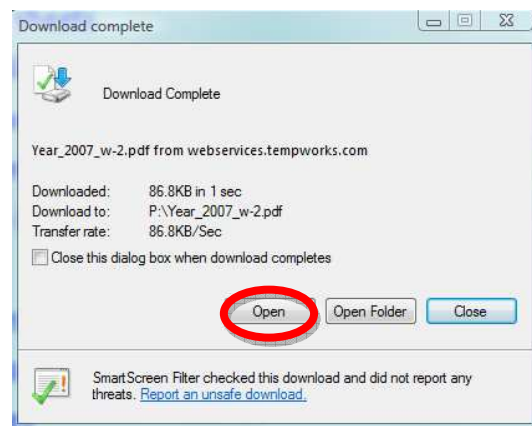 Download complete
Download Complete
Year_2007_w-2.pdf from webservices.tempworks.com
Downloaded: 86.8KB in 1 sec
Download to: P:\Year_2007_w-2.pdf
Transfer rate: 86.8KB/Sec
Close this dialog box when download completes
Open Open Folder Close
SmartScreen Filter checked this download and did not report any
threats. Report an unsafe download.